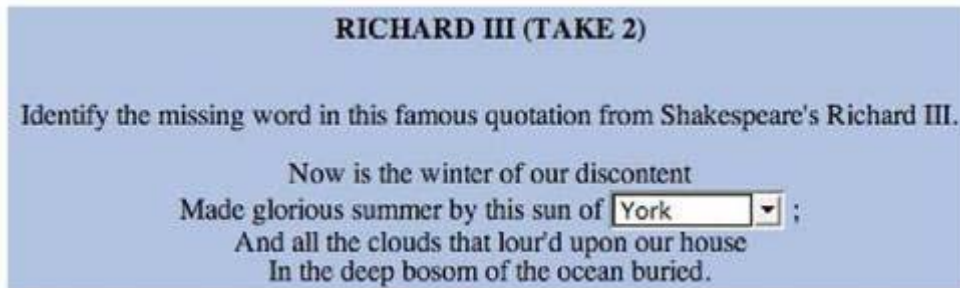 RICHARD III (TAKE 2)
Identify the missing word in this famous quotation from Shakespeare's Richard III.
Now is the winter of our discontent
Made glorious summer by this sun of York ;
And all the clouds that lour'd upon our house
In the deep bosom of the ocean buried.